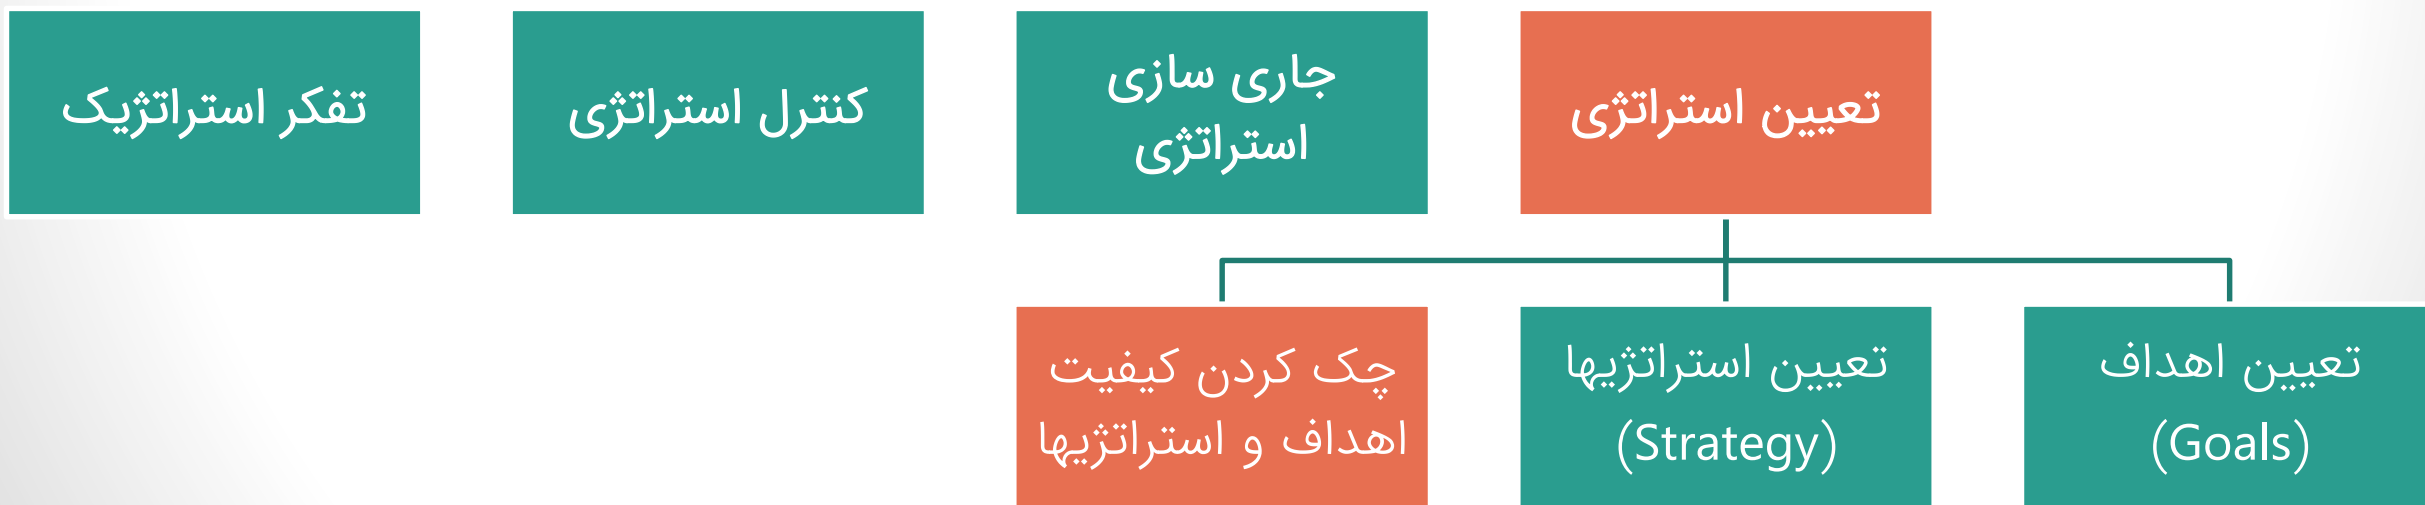 تعیین استراتژی
جاری سازی
استراتژی
کنترل استراتژی
تفکر استراتژیک
تعیین اهداف
(Goals)
تعیین استراتژیها
(Strategy)
چک کردن کیفیت
اهداف و استراتژیها